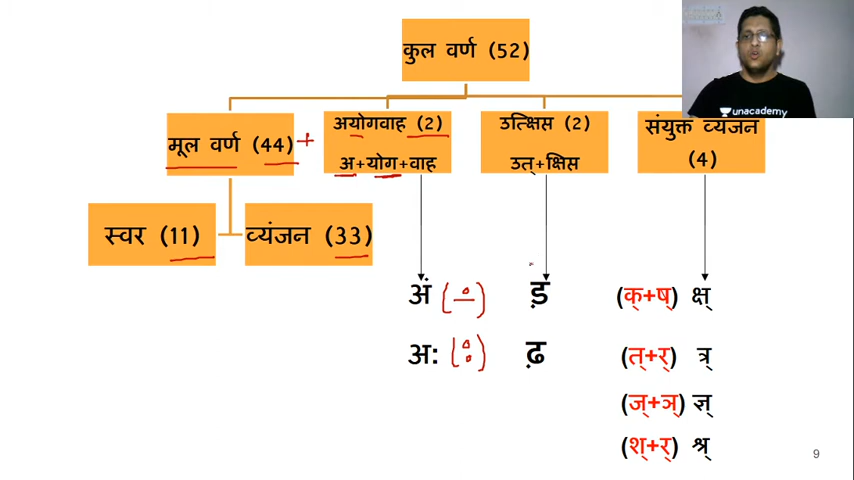 कुल वर्ण (52)
unacademy
मूल वर्ण (44) +
अयोगवाह (2)
अ+योग+वाह
उत्क्षिप्त (2)
उत्+क्षिप्त
संयुक्त व्यंजन
(4)
स्वर (11)
व्यंजन (33)
अं
अः
ड़
ढ़
(क्+ष्) क्ष्
(त्+र्) त्र्
(ज्+ञ्) ज्ञ्
(श्+र्) श्र्
9